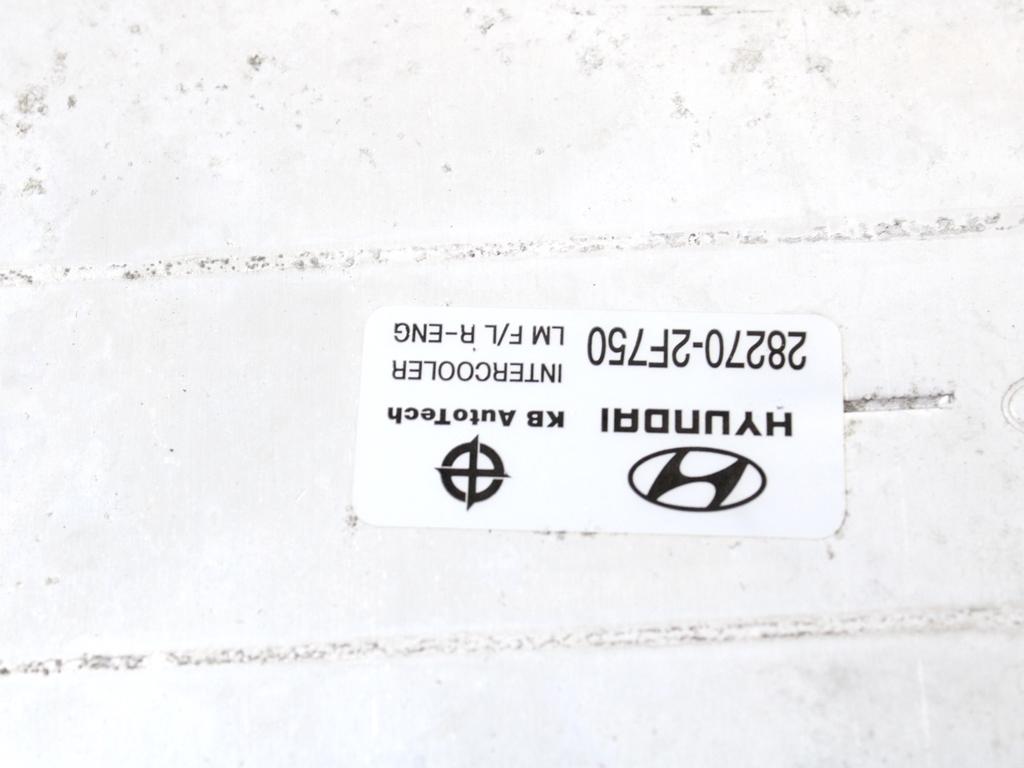 HYUNDAI
28270-2F750
KB AutoTech
INTERCOOLER
LM F/L R-ENG